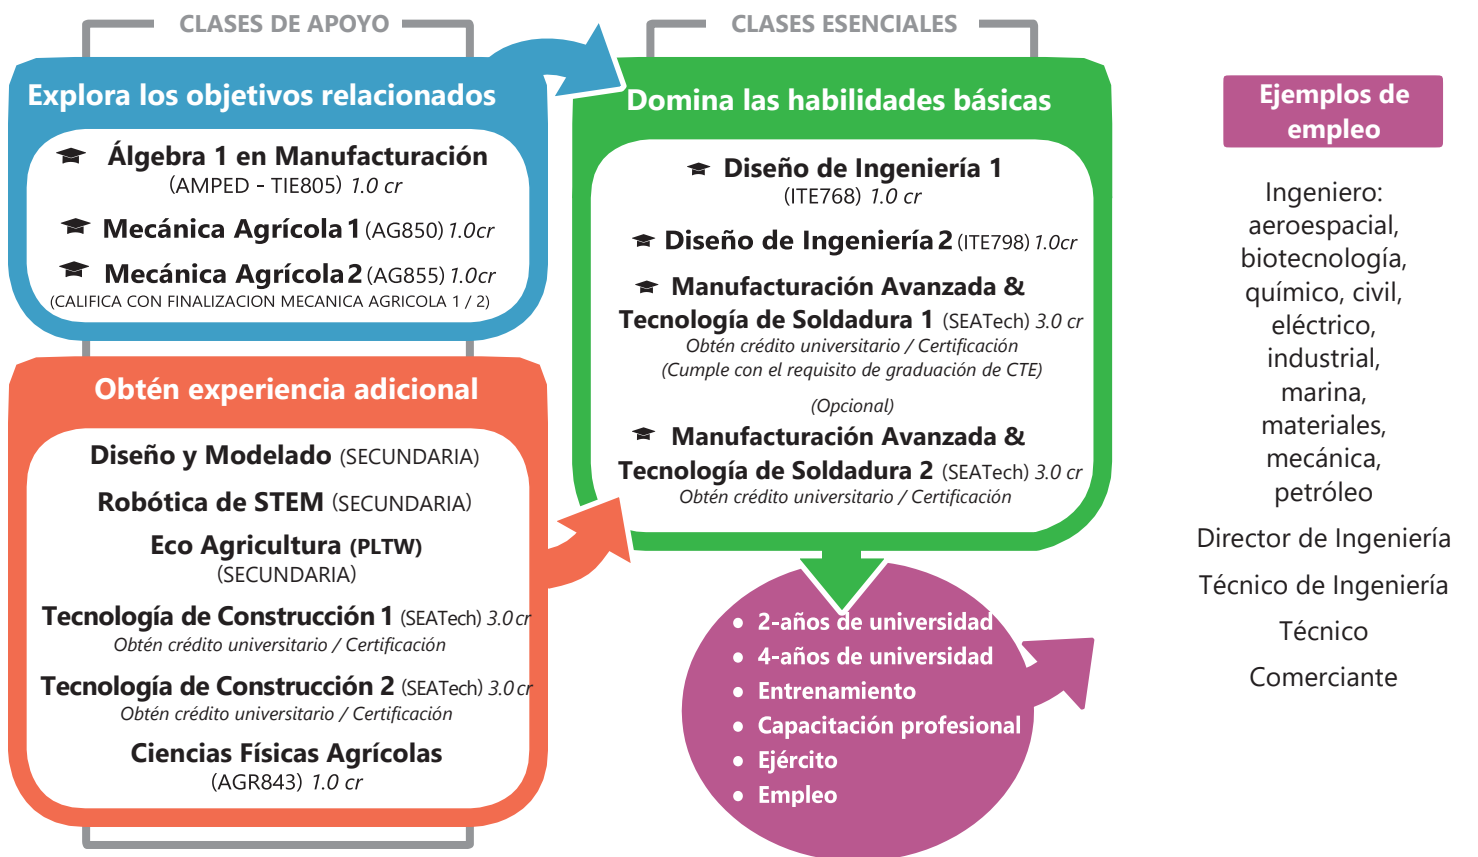 CLASES DE APOYO
Explora los objetivos relacionados
Álgebra 1 en Manufacturación
(AMPED - TIE805) 1.0 cr
Mecánica Agrícola 1 (AG850) 1.0cr
Mecánica Agrícola 2 (AG855) 1.0cr
(CALIFICA CON FINALIZACION MECANICA AGRICOLA 1 / 2)
Obtén experiencia adicional
Diseño y Modelado (SECUNDARIA)
Robótica de STEM (SECUNDARIA)
Eco Agricultura (PLTW)
(SECUNDARIA)
Tecnología de Construcción 1 (SEATech) 3.0 cr
Obtén crédito universitario / Certificación
Tecnología de Construcción 2 (SEATech) 3.0 cr
Obtén crédito universitario / Certificación
Ciencias Físicas Agrícolas
(AGR843) 1.0 cr
CLASES ESENCIALES
Domina las habilidades básicas
Diseño de Ingeniería 1
(ITE768) 1.0 cr
Diseño de Ingeniería 2 (ITE798) 1.0cr
Manufacturación Avanzada &
Tecnología de Soldadura 1 (SEATech) 3.0 cr
Obtén crédito universitario / Certificación
(Cumple con el requisito de graduación de CTE)
(Opcional)
Manufacturación Avanzada &
Tecnología de Soldadura 2 (SEATech) 3.0 cr
Obtén crédito universitario / Certificación
• 2-años de universidad
• 4-años de universidad
• Entrenamiento
• Capacitación profesional
• Ejército
• Empleo
Ejemplos de
empleo
Ingeniero:
aeroespacial,
biotecnología,
químico, civil,
eléctrico,
industrial,
marina,
materiales,
mecánica,
petróleo
Director de Ingeniería
Técnico de Ingeniería
Técnico
Comerciante